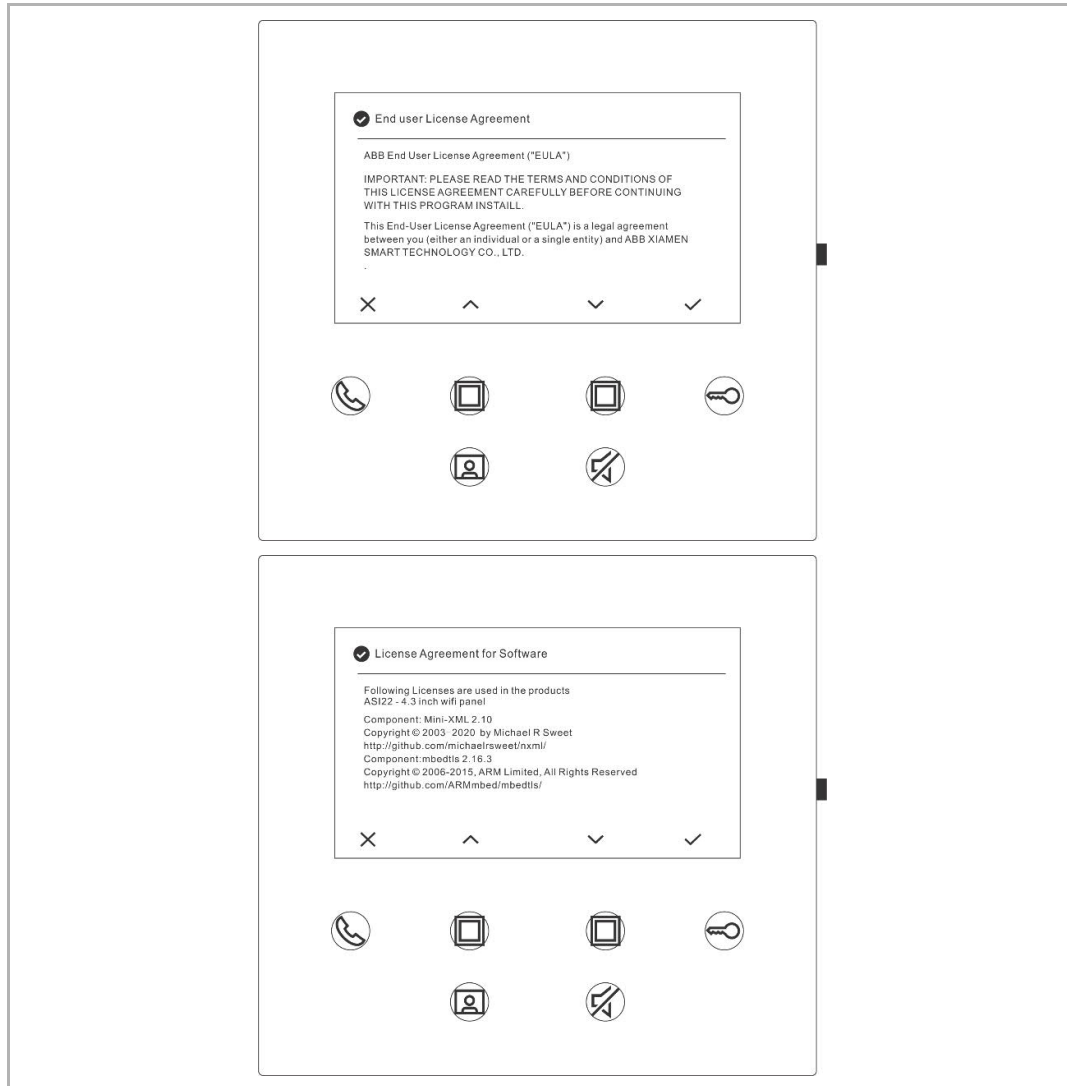 End user License Agreement
ABB End User License Agreement ("EULA")
IMPORTANT: PLEASE READ THE TERMS AND CONDITIONS OF
THIS LICENSE AGREEMENT CAREFULLY BEFORE CONTINUING
WITH THIS PROGRAM INSTAILL.
This End-User License Agreement ("EULA") is a legal agreement
between you (either an individual or a single entity) and ABB XIAMEN
SMART TECHNOLOGY CO., LTD.
.
License Agreement for Software
Following Licenses are used in the products
ASI22 - 4.3 inch wifi panel
Component: Mini-XML 2.10
Copyright © 2003 2020 by Michael R Sweet
http://github.com/michaelrsweet/nxml/
Component:mbedtls 2.16.3
Copyright © 2006-2015, ARM Limited, All Rights Reserved
http://github.com/ARMmbed/mbedtls/